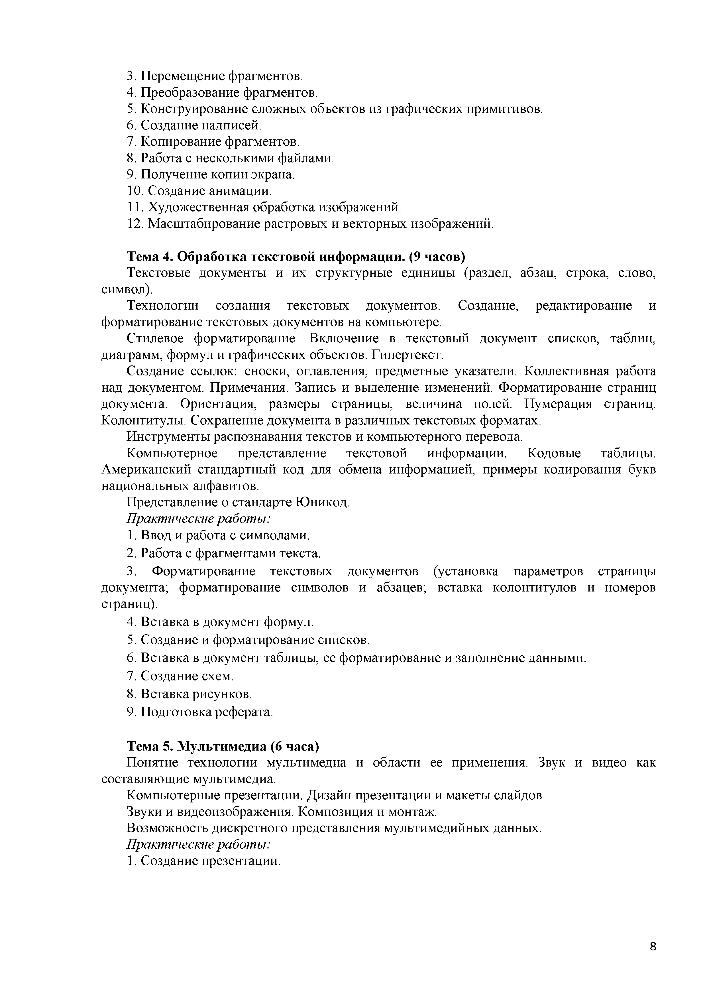 3. Перемещение фрагментов.
4. Преобразование фрагментов.
5. Конструирование сложных объектов из графических примитивов.
6. Создание надписей.
7. Копирование фрагментов.
8. Работа с несколькими файлами.
9. Получение копии экрана.
10. Создание анимации.
11. Художественная обработка изображений.
12. Масштабирование растровых и векторных изображений.
Тема 4. Обработка текстовой информации. (9 часов)
Текстовые документы и их структурные единицы (раздел, абзац, строка, слово,
символ).
Технологии создания текстовых документов. Создание, редактирование и
форматирование текстовых документов на компьютере.
Стилевое форматирование. Включение в текстовый документ списков, таблиц,
диаграмм, формул и графических объектов. Гипертекст.
Создание ссылок: сноски, оглавления, предметные указатели. Коллективная работа
над документом. Примечания. Запись и выделение изменений. Форматирование страниц
документа. Ориентация, размеры страницы, величина полей. Нумерация страниц.
Колонтитулы. Сохранение документа в различных текстовых форматах.
Инструменты распознавания текстов и компьютерного перевода.
Компьютерное представление текстовой информации. Кодовые таблицы.
Американский стандартный код для обмена информацией, примеры кодирования букв
национальных алфавитов.
Представление о стандарте Юникод.
Практические работы:
1. Ввод и работа с символами.
2. Работа с фрагментами текста.
3. Форматирование текстовых документов (установка параметров страницы
документа; форматирование символов и абзацев; вставка колонтитулов и номеров
страниц).
4. Вставка в документ формул.
5. Создание и форматирование списков.
6. Вставка в документ таблицы, ее форматирование и заполнение данными.
7. Создание схем.
8. Вставка рисунков.
9. Подготовка реферата.
Тема 5. Мультимедиа (6 часа)
Понятие технологии мультимедиа и области ее применения. Звук и видео как
составляющие мультимедиа.
Компьютерные презентации. Дизайн презентации и макеты слайдов.
Звуки и видеоизображения. Композиция и монтаж.
Возможность дискретного представления мультимедийных данных.
Практические работы:
1. Создание презентации.
8